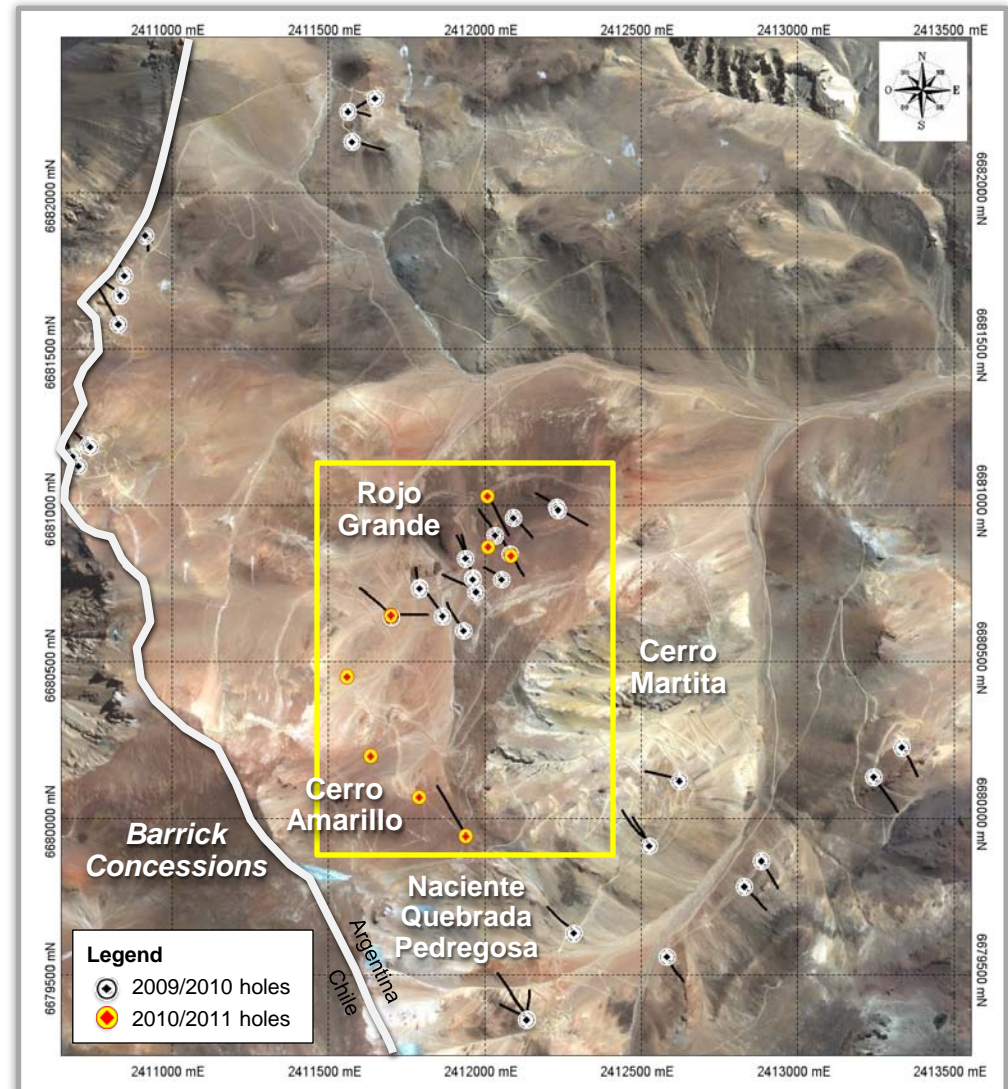 2411000 mE
2411500 mE
2412000 mE
2412500 mE
2413000 mE
2413500 mE
N
O
E
S
6682000 mN
6682000 mN
6681500 mN
6681500 mN
Rojo
Grande
6681000 mN
6681000 mN
6680500 mN
6680500 mN
Cerro
Martita
Cerro
Amarillo
6680000 mN
6680000 mN
Barrick
Concessions
Naciente
Quebrada
Pedregosa
Argentina
Chile
6679500 mN
6679500 mN
Legend
2009/2010 holes
2010/2011 holes
2411000 mE
2411500 mE
2412000 mE
2412500 mE
2413000 mE
2413500 mE